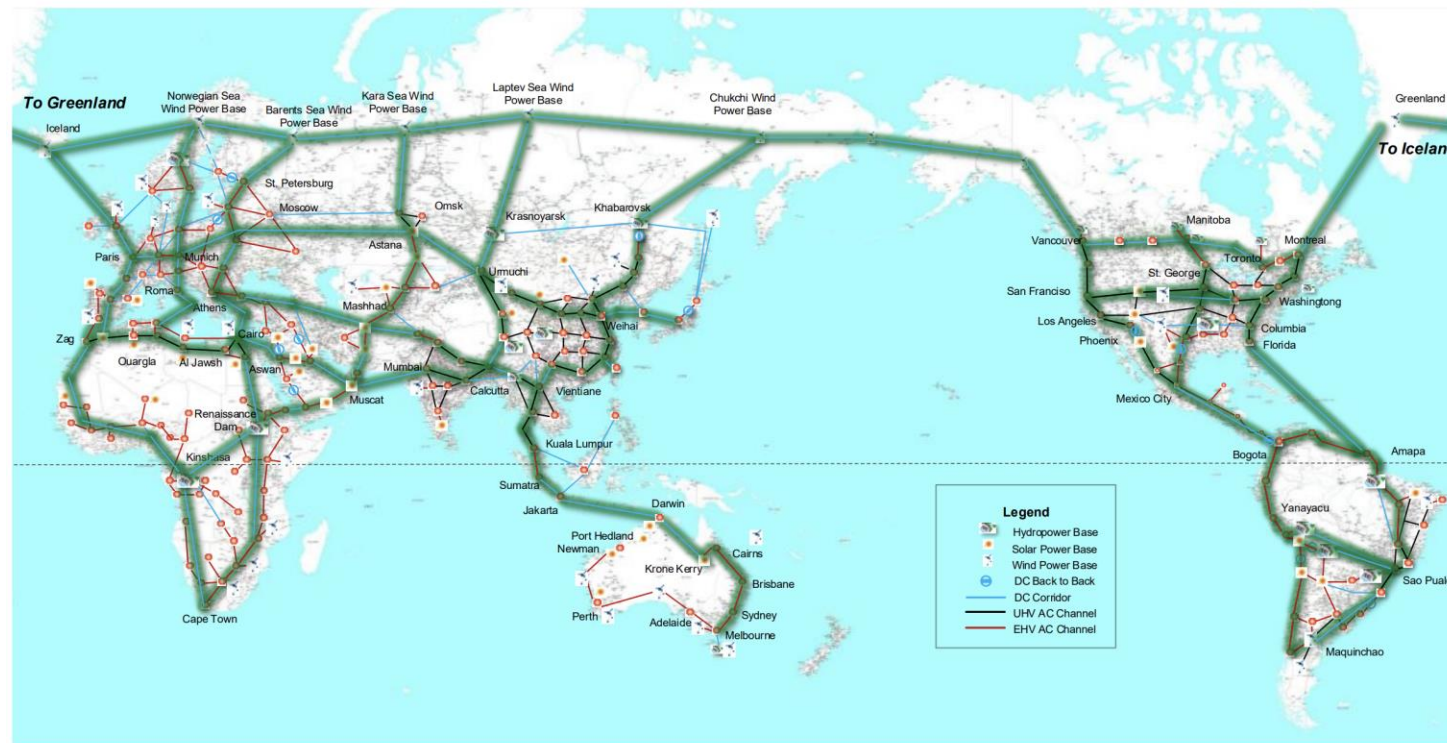 To Greenland
Iceland
Norwegian Sea
Wind Power Base
Barents Sea Wind
Power Base
Kara Sea Wind
Power Base
Laptev Sea Wind
Power Base
Chukchi Wind
Power Base
Greenland
To Icelan
St. Petersburg
Moscow
Omsk
Astana
Krasnoyarsk
Khabarovsk
Paris
Munich
Roma
Athens
Urmuchi
Mashhad
Weihai
Zag
Ouargla
Al Jawsh
Cairo
Aswan
Muscat
Mumbai
Calcutta
Vientiane
Renaissance
Dam
Kinshasa
Cape Town
Kuala Lumpur
Sumatra
Jakarta
Darwin
Port Hedland
Newman
Krone Kerry
Cairns
Brisbane
Perth
Adelaide
Sydney
Melbourne
Vancouver
Manitoba
Montreal
Toronto
St. George
San Franciso
Washingtong
Los Angeles
Columbia
Phoenix
Florida
Mexico City
Bogota
Amapa
Yanayacu
Sao Pual
Maquinchao
Legend
Hydropower Base
Solar Power Base
Wind Power Base
DC Back to Back
DC Corridor
UHV AC Channel
EHV AC Channel